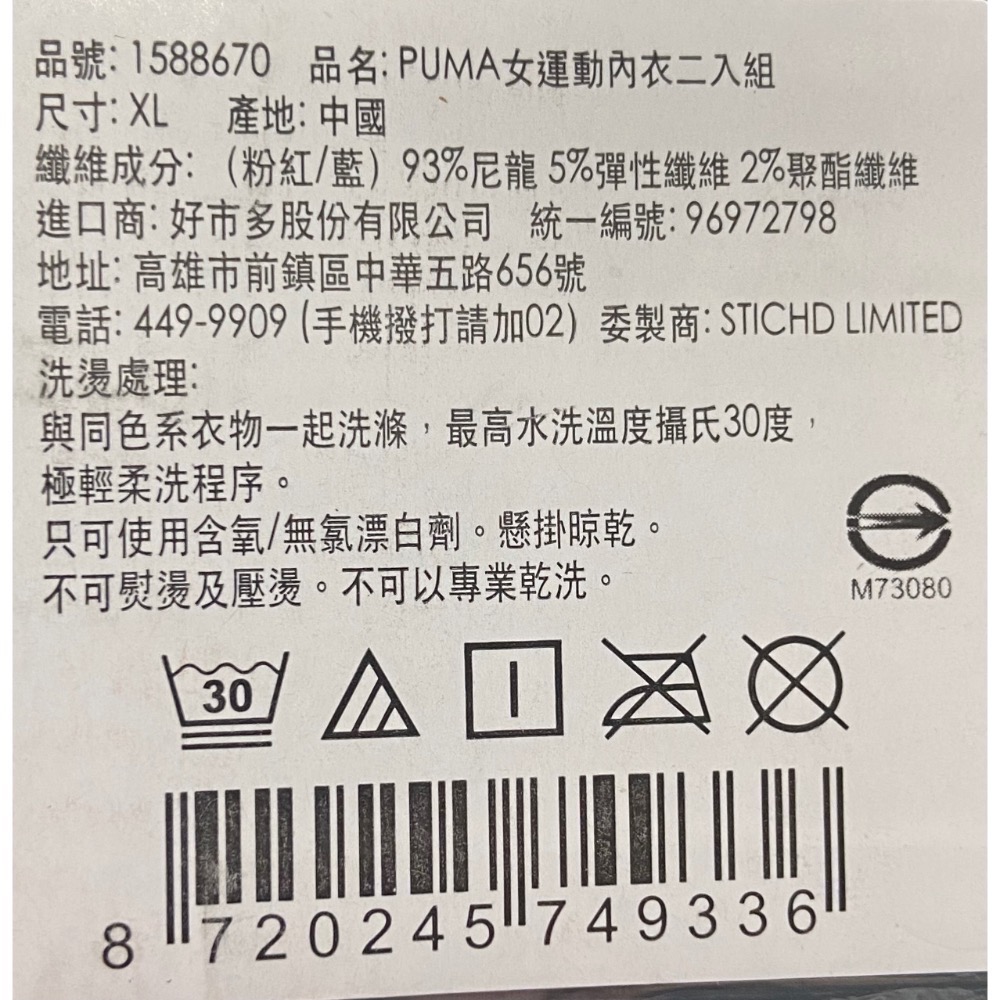 品號: 1588670 品名: PUMA女運動內衣二入組
尺寸: XL 產地: 中國
纖維成分: (粉紅/藍) 93%尼龍 5%彈性纖維 2%聚酯纖維
進口商: 好市多股份有限公司 統一編號: 96972798
地址: 高雄市前鎮區中華五路656號
電話: 449-9909 (手機撥打請加02) 委製商: STICHD LIMITED
洗燙處理:
與同色系衣物一起洗滌，最高水洗溫度攝氏30度，
極輕柔洗程序。
只可使用含氧/無氯漂白劑。懸掛晾乾。
不可熨燙及壓燙。不可以專業乾洗。
M73080
30
8 720245 749336